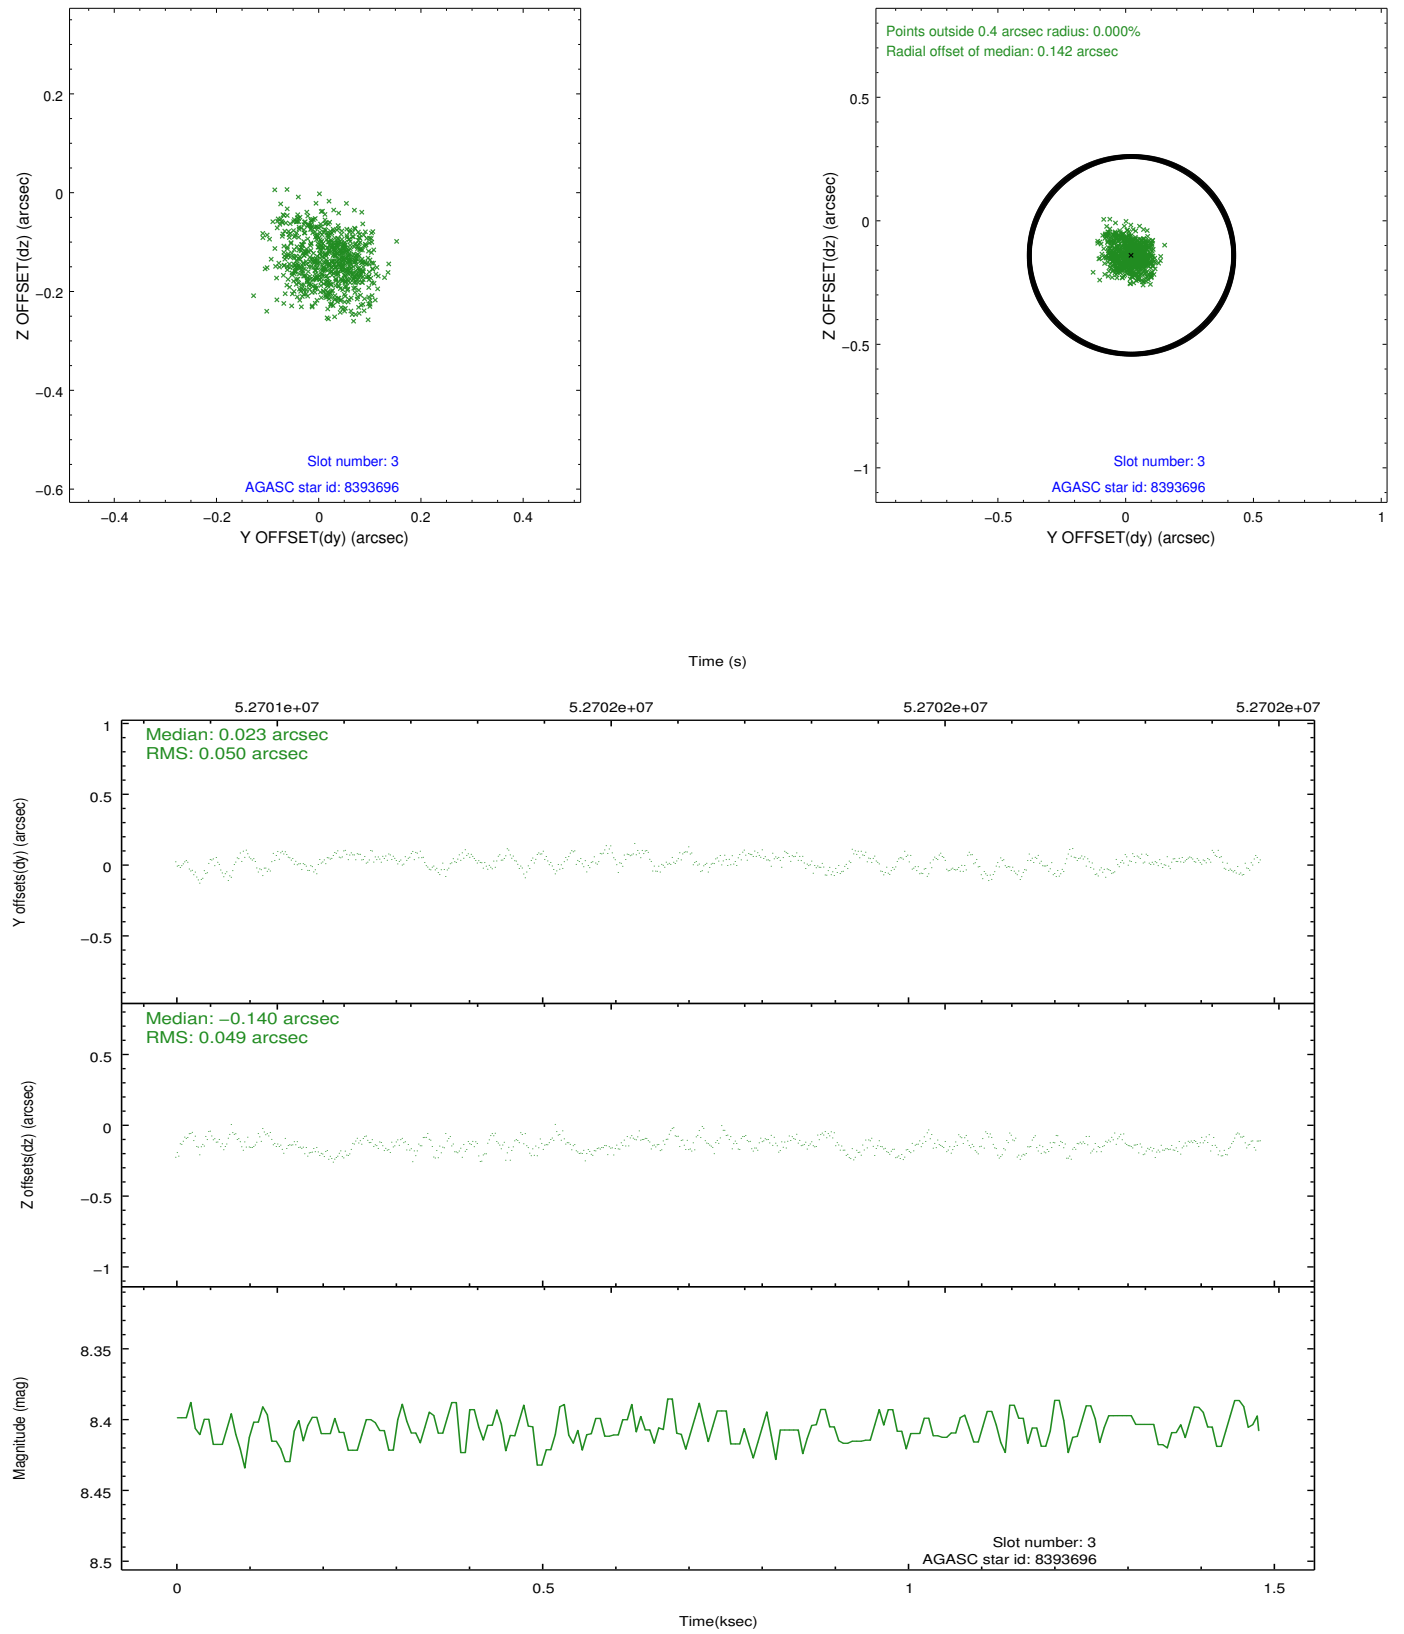 0.2
0
−0.2
−0.4
−0.6
Z OFFSET(dz) (arcsec)
Slot number: 3
AGASC star id: 8393696
−0.4 −0.2 0 0.2 0.4
Y OFFSET(dy) (arcsec)
Points outside 0.4 arcsec radius: 0.000%
Radial offset of median: 0.142 arcsec
0.5
0
−0.5
−1
Z OFFSET(dz) (arcsec)
Slot number: 3
AGASC star id: 8393696
−0.5 0 0.5 1
Y OFFSET(dy) (arcsec)
Time (s)
5.2701e+07 5.2702e+07 5.2702e+07 5.2702e+07
Median: 0.023 arcsec
RMS: 0.050 arcsec
1
0.5
0
−0.5
Y offsets(dy) (arcsec)
Median: −0.140 arcsec
RMS: 0.049 arcsec
0.5
0
−0.5
−1
Z offsets(dz) (arcsec)
8.35
8.4
8.45
8.5
Magnitude (mag)
Slot number: 3
AGASC star id: 8393696
0 0.5 1 1.5
Time(ksec)